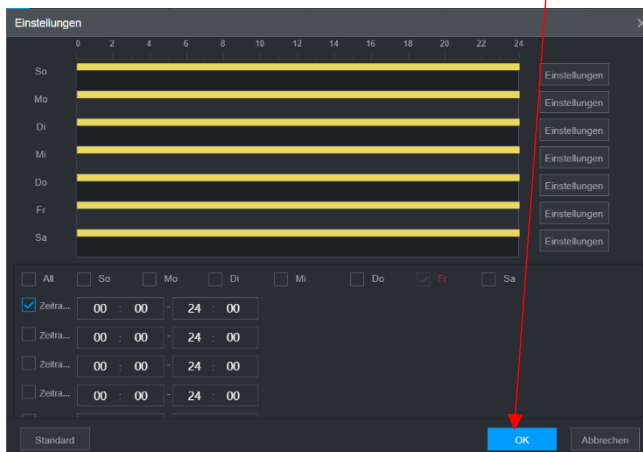 Einstellungen
0 2 4 6 8 10 12 14 16 18 20 22 24
So Einstellungen
Mo Einstellungen
Di Einstellungen
Mi Einstellungen
Do Einstellungen
Fr Einstellungen
Sa Einstellungen
All So Mo Di Mi Do Fr Sa
Zeitra... 00 : 00 - 24 : 00
Zeitra... 00 : 00 - 24 : 00
Zeitra... 00 : 00 - 24 : 00
Zeitra... 00 : 00 - 24 : 00
Standard OK Abbrechen